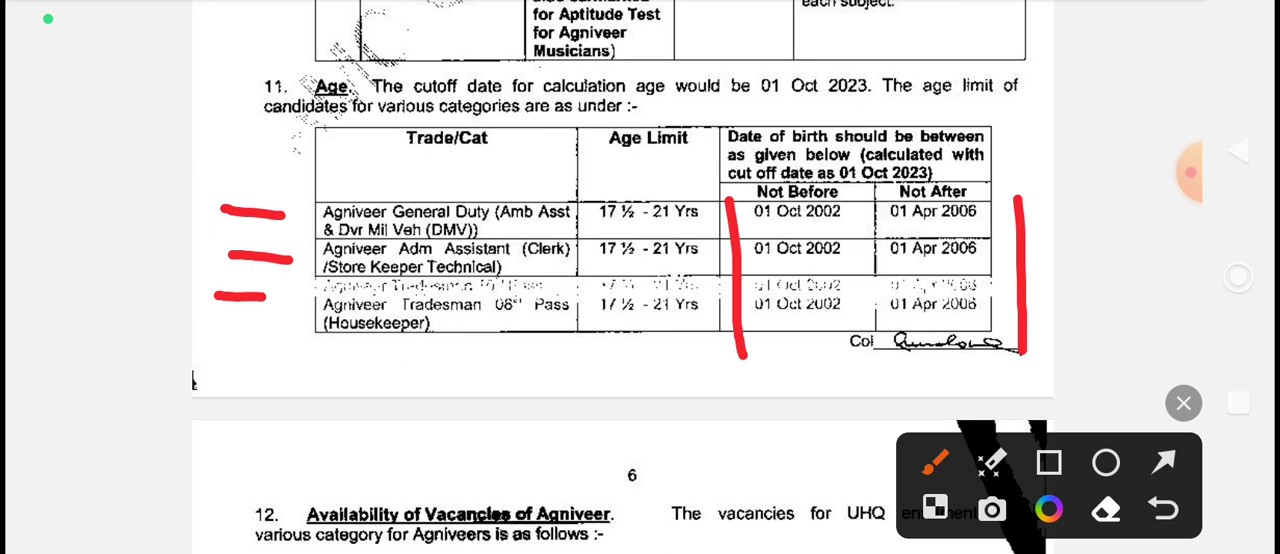 each subject.
for Aptitude Test
for Agniveer
Musicians)
11. Age. The cutoff date for calculation age would be 01 Oct 2023. The age limit of
candidates for various categories are as under :-
Trade/Cat Age Limit Date of birth should be between
as given below (calculated with
cut off date as 01 Oct 2023)
Not Before Not After
Agniveer General Duty (Amb Asst 17 ½ - 21 Yrs 01 Oct 2002 01 Apr 2006
& Dvr Mil Veh (DMV))
Agniveer Adm Assistant (Clerk) 17 ½ - 21 Yrs 01 Oct 2002 01 Apr 2006
/Store Keeper Technical)
Agniveer Tradesman 08th Pass 17 ½ - 21 Yrs 01 Oct 2002 01 Apr 2006
(Housekeeper)
Col
6
12. Availability of Vacancies of Agniveer. The vacancies for UHQ
various category for Agniveers is as follows :-